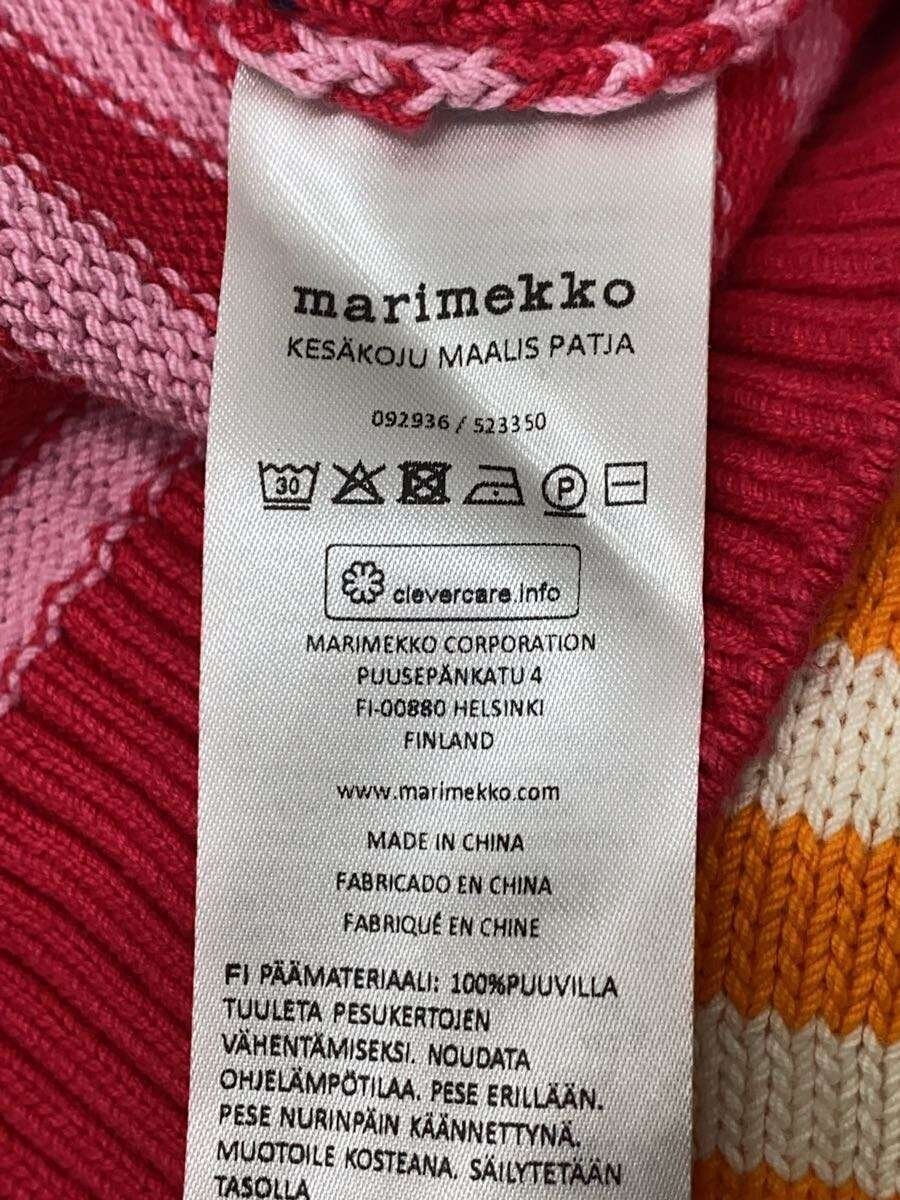 marimekko
KESÄKOJU MAALIS PATJA
092936 / 523350
30
P
clevercare.info
MARIMEKKO CORPORATION
PUUSEPÄNKATU 4
FI-00880 HELSINKI
FINLAND
www.marimekko.com
MADE IN CHINA
FABRICADO EN CHINA
FABRIQUÉ EN CHINE
FI PÄÄMATERIAALI: 100%PUUVILLA
TUULETA PESUKERTOJEN
VÄHENTÄMISEKSI. NOUDATA
OHJELÄMPÖTILAA. PESE ERILLÄÄN.
PESE NURINPÄIN KÄÄNNETTYNÄ.
MUOTOILE KOSTEANA. SÄILYTETÄÄN
TASOLLA